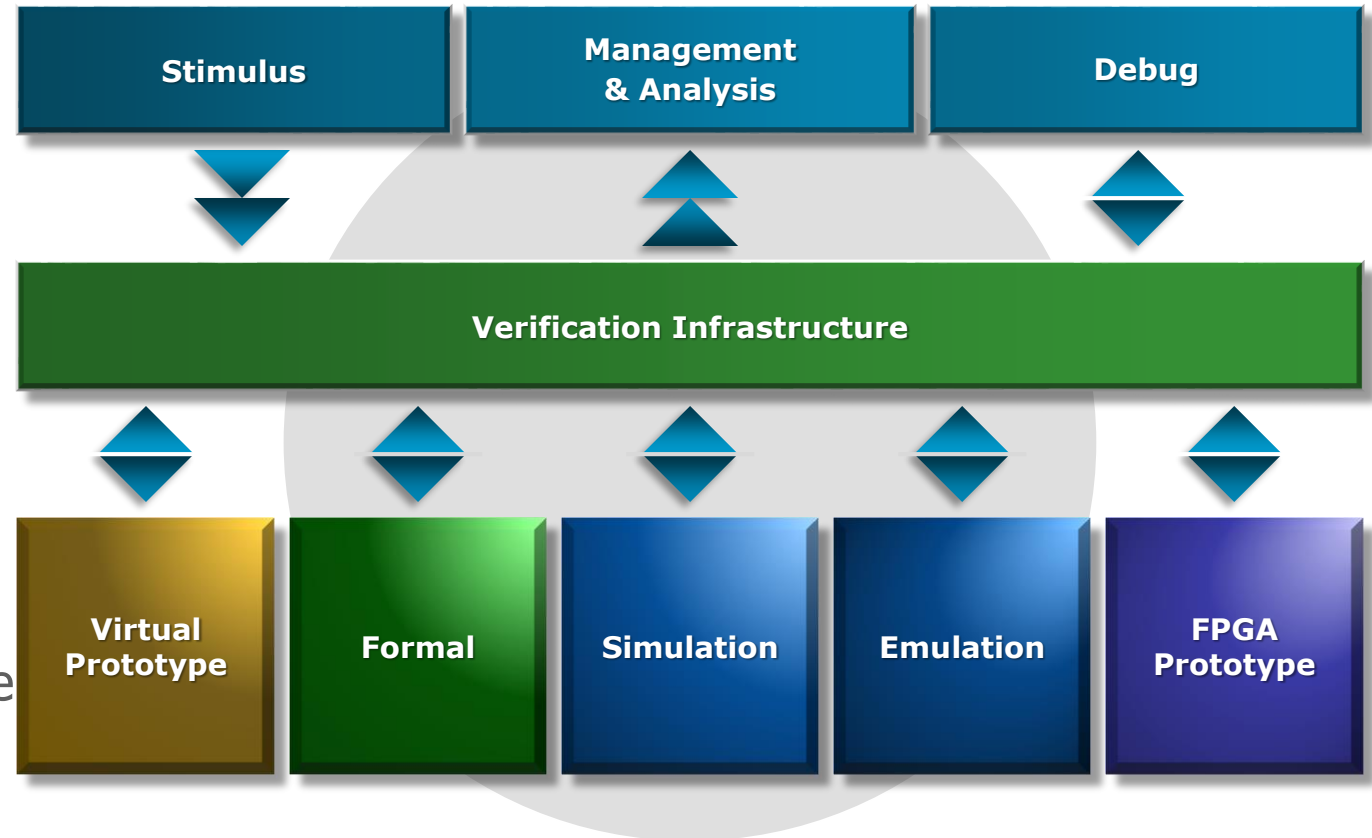 Stimulus
Management
& Analysis
Debug
Verification Infrastructure
Virtual
Prototype
Formal
Simulation
Emulation
FPGA
Prototype
e